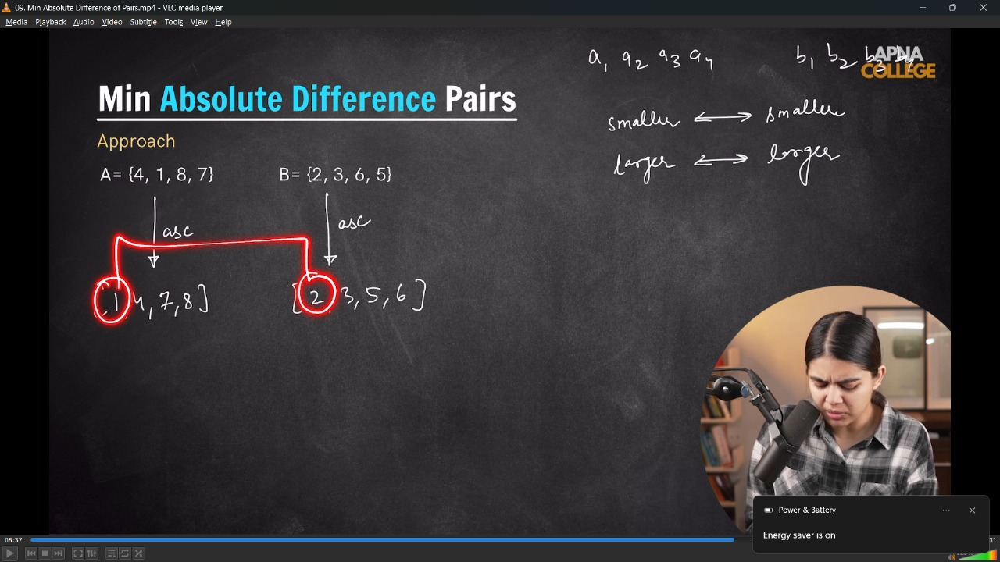 09. Min Absolute Difference of Pairs.mp4 - VLC media player
Media Playback Audio Video Subtitle Tools View Help
a1 a2 a3 a4 b1 b2 b3 b4
APNA
COLLEGE
Min Absolute Difference Pairs
smaller ↔ smaller
Approach
larger ↔ larger
A= {4, 1, 8, 7} B= {2, 3, 6, 5}
asc asc
[1 4, 7, 8] [2 3, 5, 6]
Power & Battery
Energy saver is on
08:37